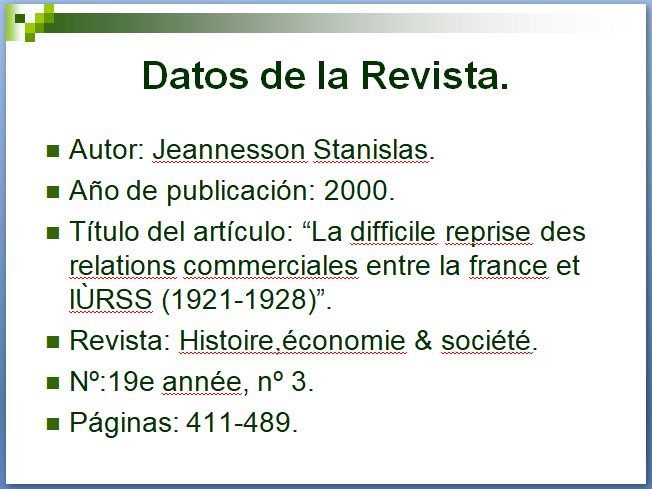 Datos de la Revista.
Autor: Jeannesson Stanislas.
Año de publicación: 2000.
Título del artículo: “La difficile reprise des
relations commerciales entre la france et
lÙRSS (1921-1928)”.
Revista: Histoire,économie & société.
Nº:19e année, nº 3.
Páginas: 411-489.